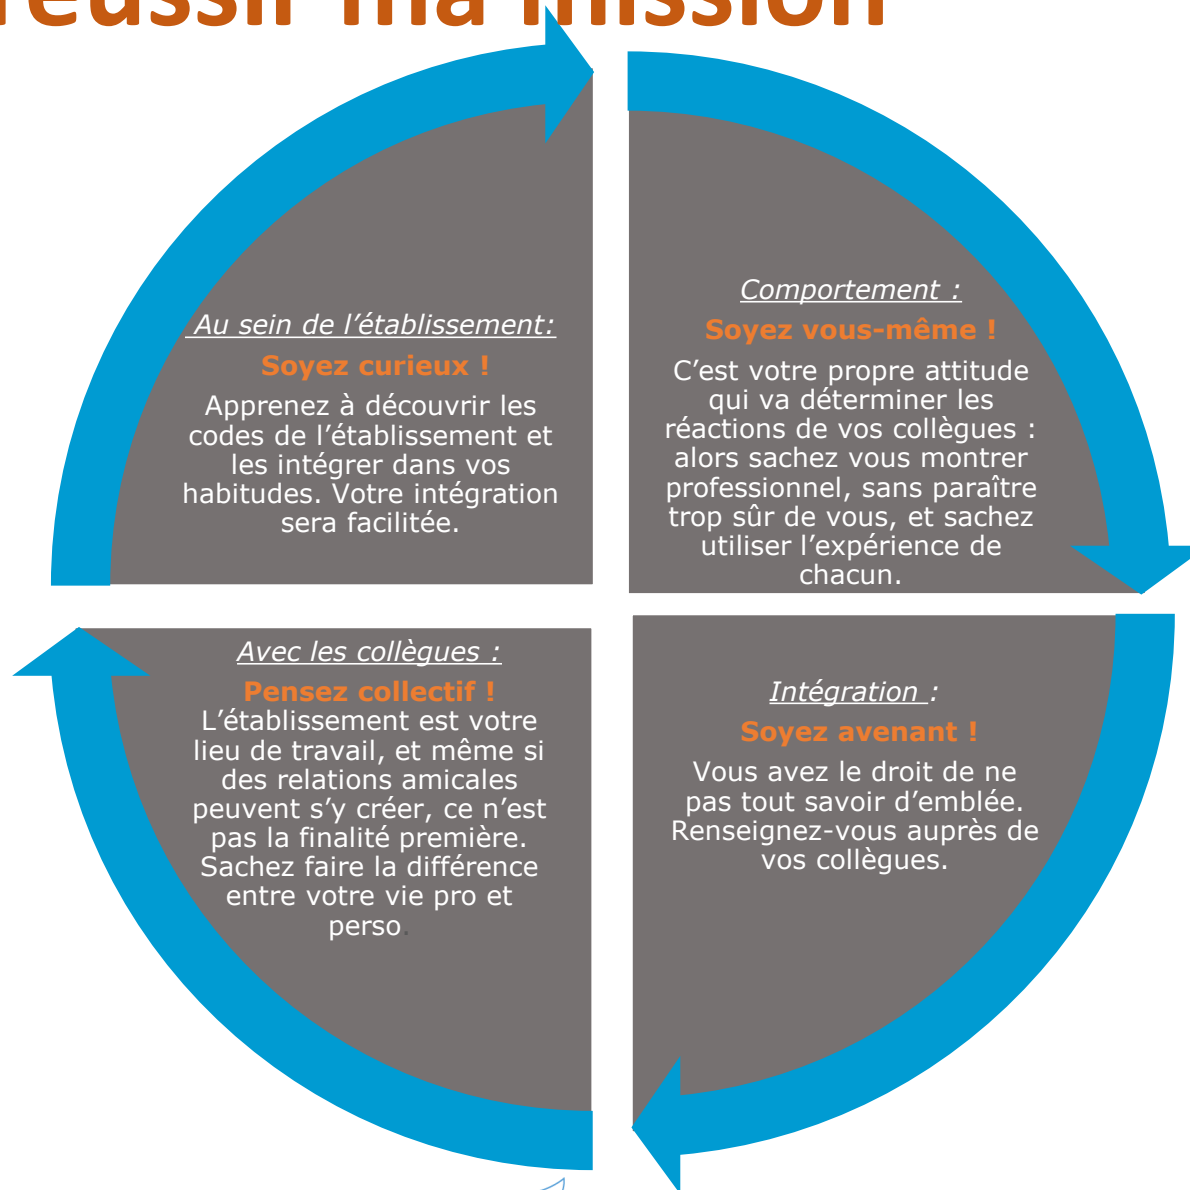 réussir ma mission
Au sein de l’établissement:
Soyez curieux !
Apprenez à découvrir les
codes de l’établissement et
les intégrer dans vos
habitudes. Votre intégration
sera facilitée.
Comportement :
Soyez vous-même !
C’est votre propre attitude
qui va déterminer les
réactions de vos collègues :
alors sachez vous montrer
professionnel, sans paraître
trop sûr de vous, et sachez
utiliser l’expérience de
chacun.
Avec les collègues :
Pensez collectif !
L’établissement est votre
lieu de travail, et même si
des relations amicales
peuvent s’y créer, ce n’est
pas la finalité première.
Sachez faire la différence
entre votre vie pro et
perso.
Intégration :
Soyez avenant !
Vous avez le droit de ne
pas tout savoir d’emblée.
Renseignez-vous auprès de
vos collègues.